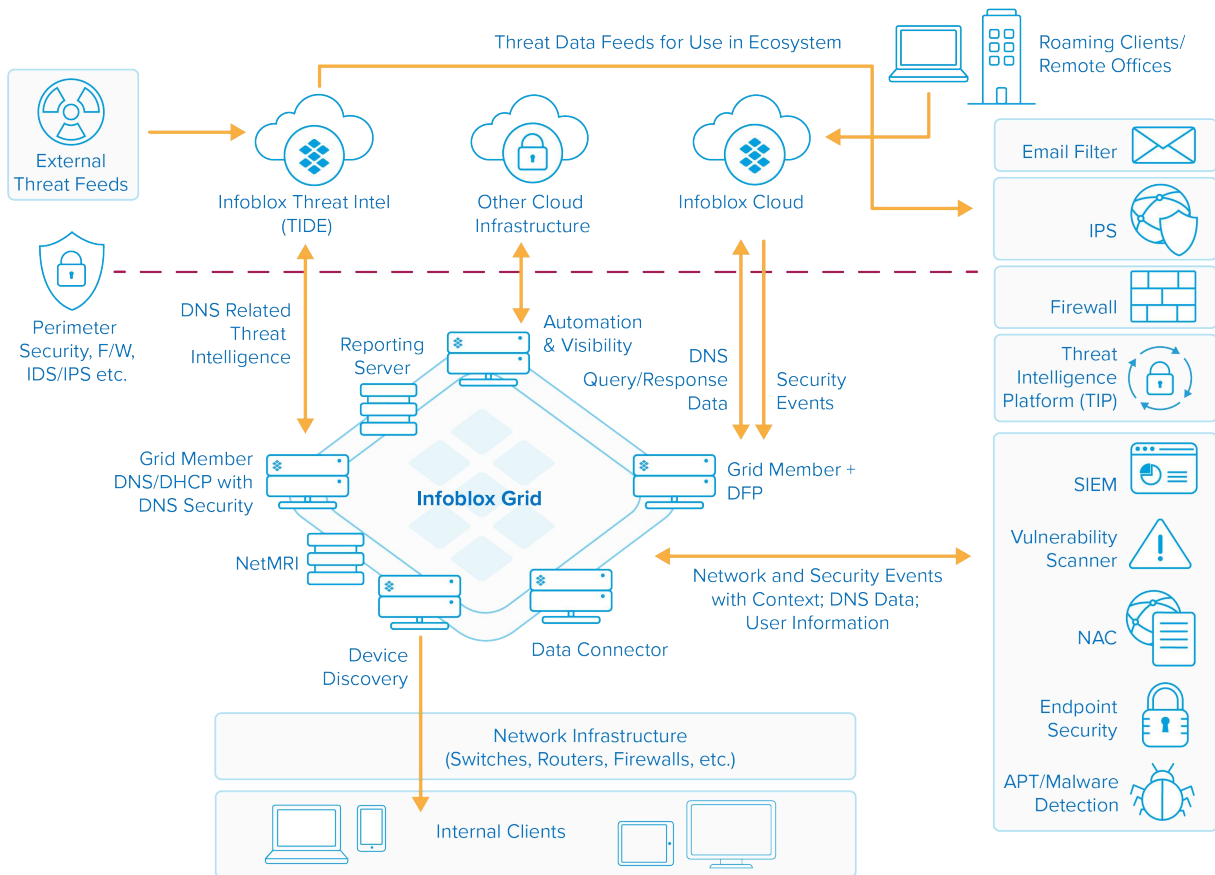 Threat Data Feeds for Use in Ecosystem
Roaming Clients/
Remote Offices
External
Threat Feeds
Infoblox Threat Intel
(TIDE)
Other Cloud
Infrastructure
Infoblox Cloud
Email Filter
IPS
Perimeter
Security, F/W,
IDS/IPS etc.
DNS Related
Threat
Intelligence
Reporting
Server
Automation
& Visibility
DNS
Query/Response
Data
Security
Events
Firewall
Threat
Intelligence
Platform (TIP)
Grid Member
DNS/DHCP with
DNS Security
Infoblox Grid
Grid Member +
DFP
SIEM
NetMRI
Network and Security Events
with Context; DNS Data;
User Information
Vulnerability
Scanner
Device
Discovery
Data Connector
NAC
Network Infrastructure
(Switches, Routers, Firewalls, etc.)
Endpoint
Security
Internal Clients
APT/Malware
Detection